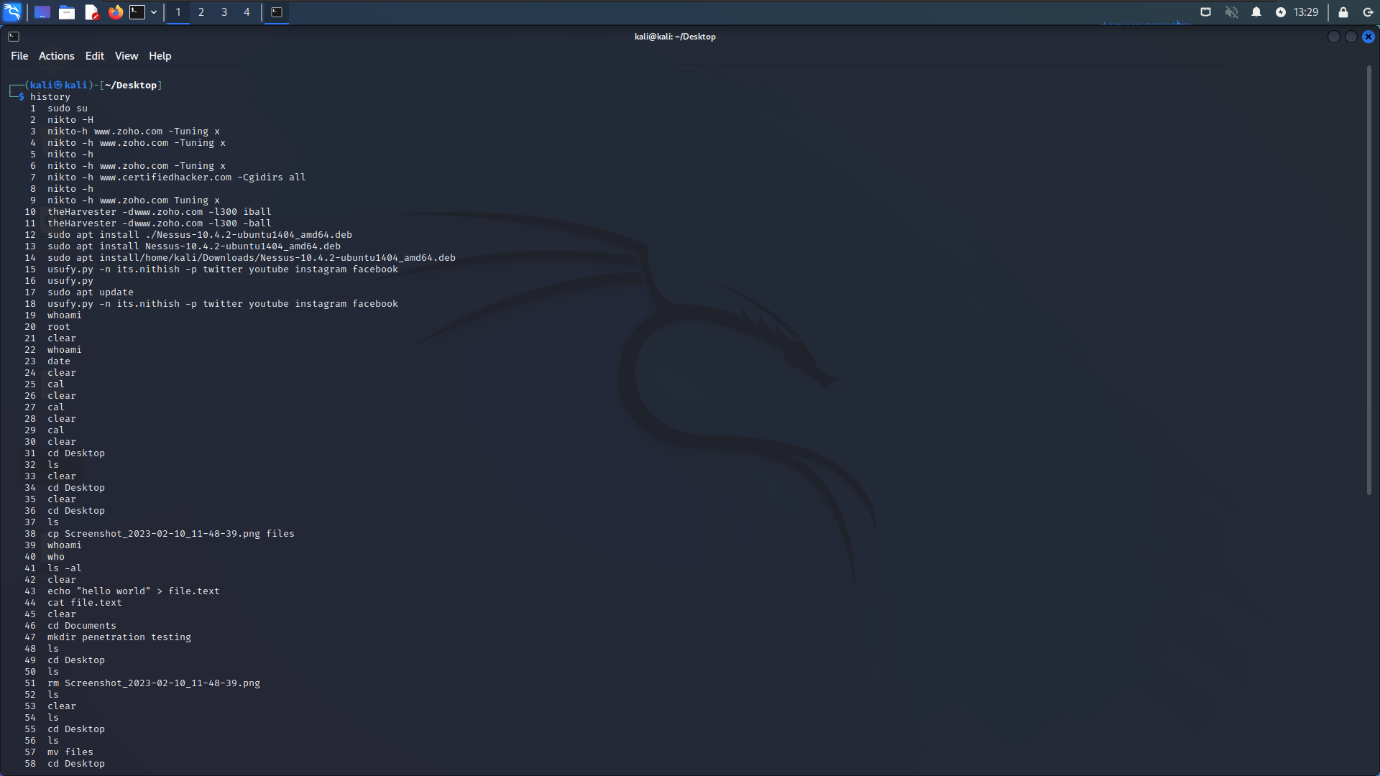 1 2 3 4 13:29
kali@kali: ~/Desktop
File Actions Edit View Help
(kali㉿kali)-[~/Desktop]
$ history
1 sudo su
2 nikto -H
3 nikto-h www.zoho.com -Tuning x
4 nikto -h www.zoho.com -Tuning x
5 nikto -h
6 nikto -h www.zoho.com -Tuning x
7 nikto -h www.certifiedhacker.com -Cgidirs all
8 nikto -h
9 nikto -h www.zoho.com Tuning x
10 theHarvester -dwww.zoho.com -l300 iball
11 theHarvester -dwww.zoho.com -l300 -ball
12 sudo apt install ./Nessus-10.4.2-ubuntu1404_amd64.deb
13 sudo apt install Nessus-10.4.2-ubuntu1404_amd64.deb
14 sudo apt install/home/kali/Downloads/Nessus-10.4.2-ubuntu1404_amd64.deb
15 usufy.py -n its.nithish -p twitter youtube instagram facebook
16 usufy.py
17 sudo apt update
18 usufy.py -n its.nithish -p twitter youtube instagram facebook
19 whoami
20 root
21 clear
22 whoami
23 date
24 clear
25 cal
26 clear
27 cal
28 clear
29 cal
30 clear
31 cd Desktop
32 ls
33 clear
34 cd Desktop
35 clear
36 cd Desktop
37 ls
38 cp Screenshot_2023-02-10_11-48-39.png files
39 whoami
40 who
41 ls -al
42 clear
43 echo "hello world" > file.text
44 cat file.text
45 clear
46 cd Documents
47 mkdir penetration testing
48 ls
49 cd Desktop
50 ls
51 rm Screenshot_2023-02-10_11-48-39.png
52 ls
53 clear
54 ls
55 cd Desktop
56 ls
57 mv files
58 cd Desktop